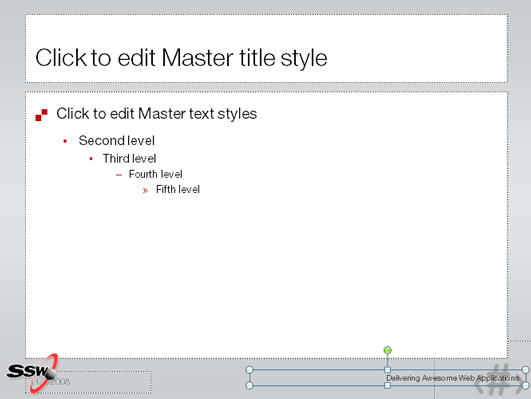 Click to edit Master title style
Click to edit Master text styles
Second level
Third level
Fourth level
Fifth level
SSW
2008
Delivering Awesome Web Applications
(#)